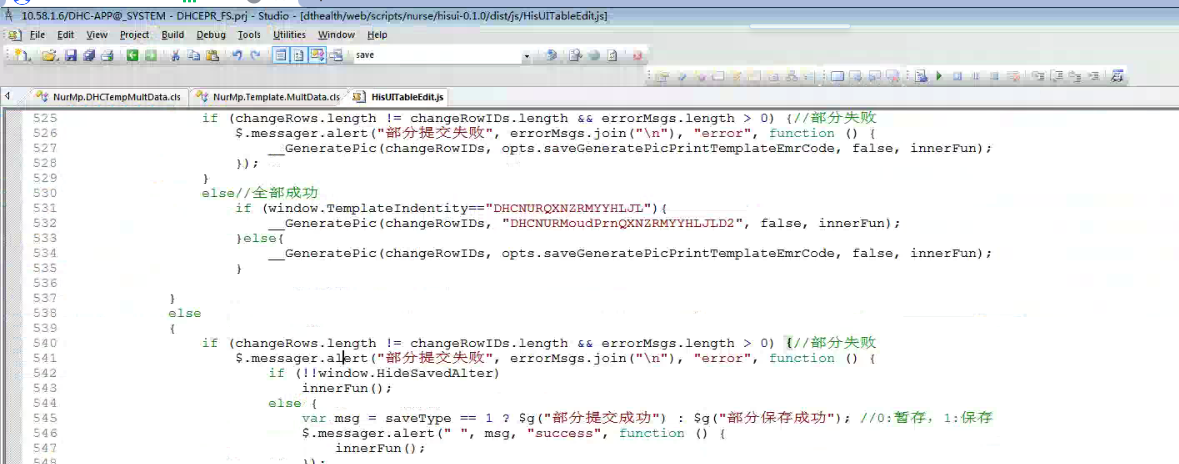 10.58.1.6/DHC-APP@_SYSTEM - DHCEPR_FS.prj - Studio - [dthealth/web/scripts/nurse/hisui-0.1.0/dist/js/HisUITableEdit.js]
File Edit View Project Build Debug Tools Utilities Window Help
save
NurMp.DHCTempMultData.cls NurMp.Template.MultData.cls HisUITableEdit.js
525 if (changeRows.length != changeRowIDs.length && errorMsgs.length > 0) {//部分失败
526 $.messager.alert("部分提交失败", errorMsgs.join("\n"), "error", function () {
527 __GeneratePic(changeRowIDs, opts.saveGeneratePicPrintTemplateEmrCode, false, innerFun);
528 });
529 }
530 else//全部成功
531 if (window.TemplateIndentity=="DHCNURQXNZRMYYHLJL"){
532 __GeneratePic(changeRowIDs, "DHCNURMoudPrnQXNZRMYYHLJLD2", false, innerFun);
533 }else{
534 __GeneratePic(changeRowIDs, opts.saveGeneratePicPrintTemplateEmrCode, false, innerFun);
535 }
536
537 }
538 else
539 {
540 if (changeRows.length != changeRowIDs.length && errorMsgs.length > 0) {//部分失败
541 $.messager.alert("部分提交失败", errorMsgs.join("\n"), "error", function () {
542 if (!!window.HideSavedAlter)
543 innerFun();
544 else {
545 var msg = saveType == 1 ? $g("部分提交成功") : $g("部分保存成功"); //0:暂存，1:保存
546 $.messager.alert(" ", msg, "success", function () {
547 innerFun();
548 });